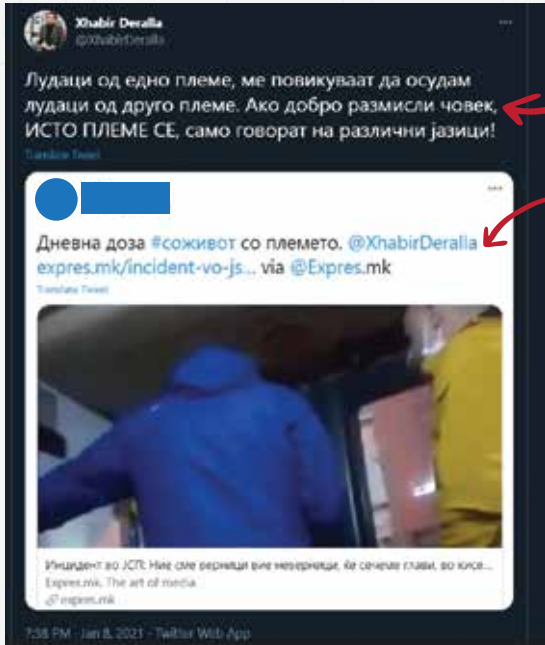 Xhabir Deralla
@XhabirDeralla
Лудаци од едно племе, ме повикуваат да осудам
лудаци од друго племе. Ако добро размисли човек,
ИСТО ПЛЕМЕ СЕ, само говорат на различни јазици!
Translate Tweet
Дневна доза #соживот со племето. @XhabirDeralla
expres.mk/incident-vo-js... via @Expres.mk
Translate Tweet
Инцидент во ЈСП: Ние сме верници вие неверници, ќе сечеме глави, во кисе...
Expres.mk, The art of media
expres.mk
7:38 PM · Jan 8, 2021 · Twitter Web App